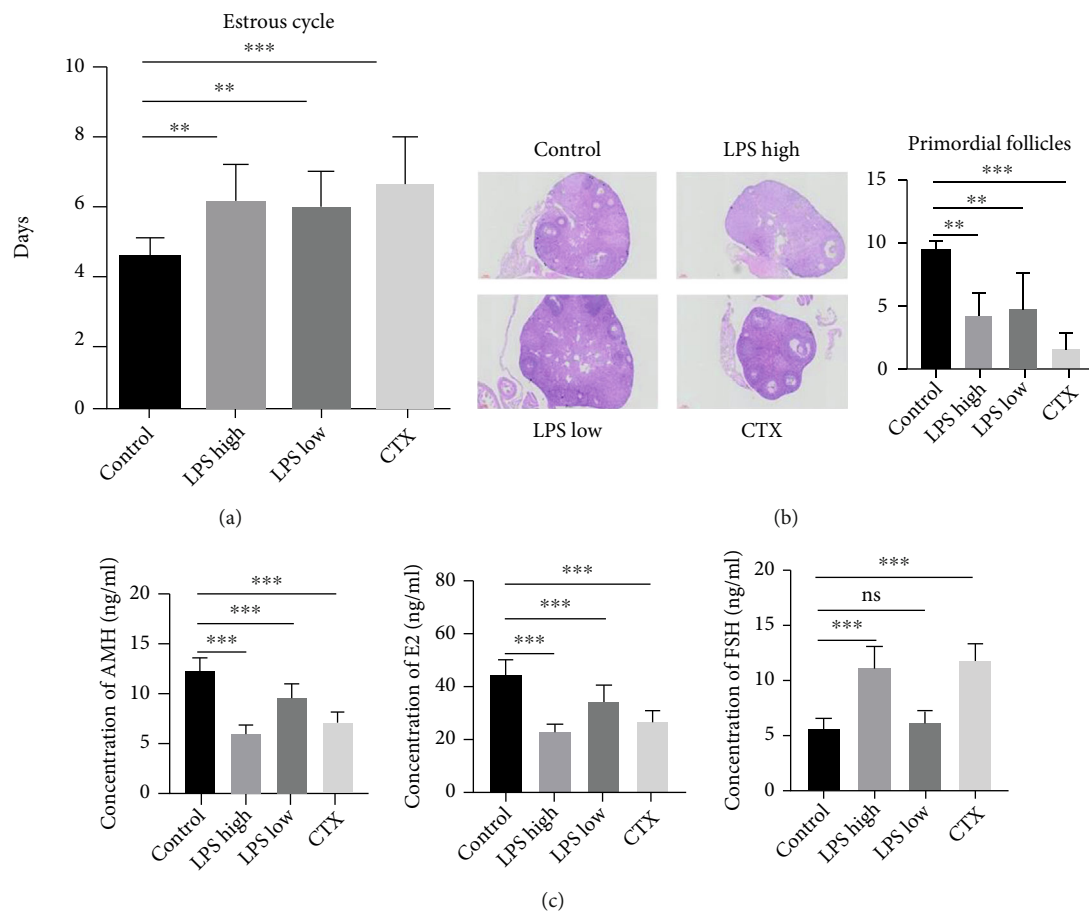 (a)
Estrous cycle
***
**
**
10
8
6
4
2
0
Days
Control
LPS high
LPS low
CTX
(a)
Control
LPS high
LPS low
CTX
Primordial follicles
***
**
**
15
10
5
0
Control
LPS high
LPS low
CTX
(b)
Concentration of AMH (ng/ml)
20
15
10
5
0
***
***
***
Control
LPS high
LPS low
CTX
Concentration of E2 (ng/ml)
80
60
40
20
0
***
***
***
Control
LPS high
LPS low
CTX
Concentration of FSH (ng/ml)
20
15
10
5
0
***
ns
***
Control
LPS high
LPS low
CTX
(c)